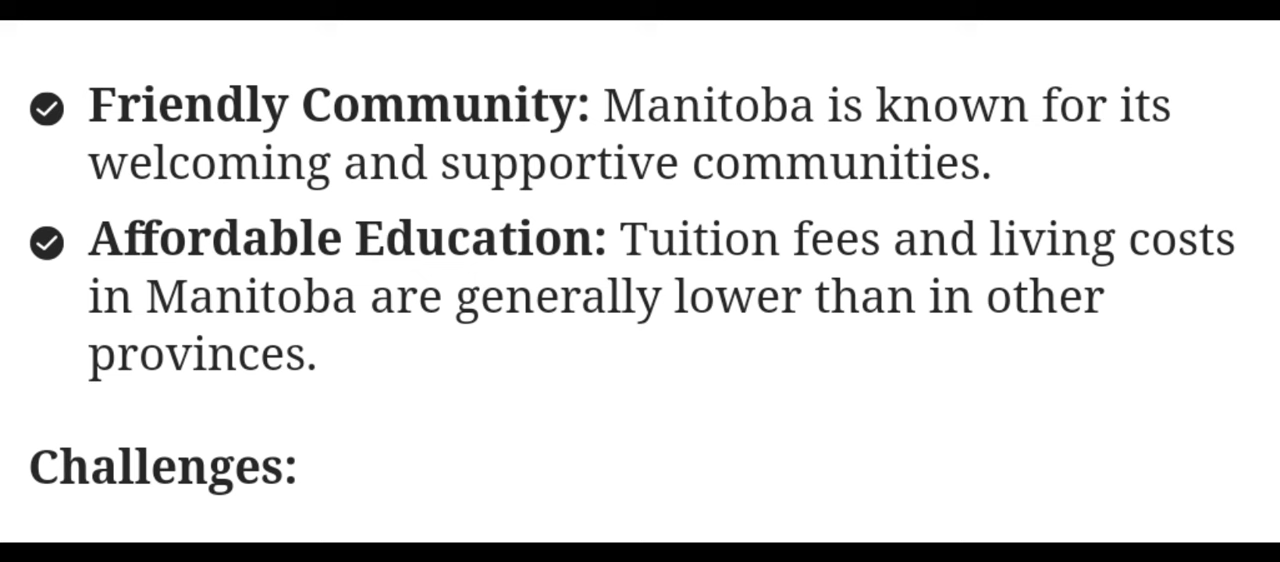 Friendly Community: Manitoba is known for its
welcoming and supportive communities.
Affordable Education: Tuition fees and living costs
in Manitoba are generally lower than in other
provinces.
Challenges: